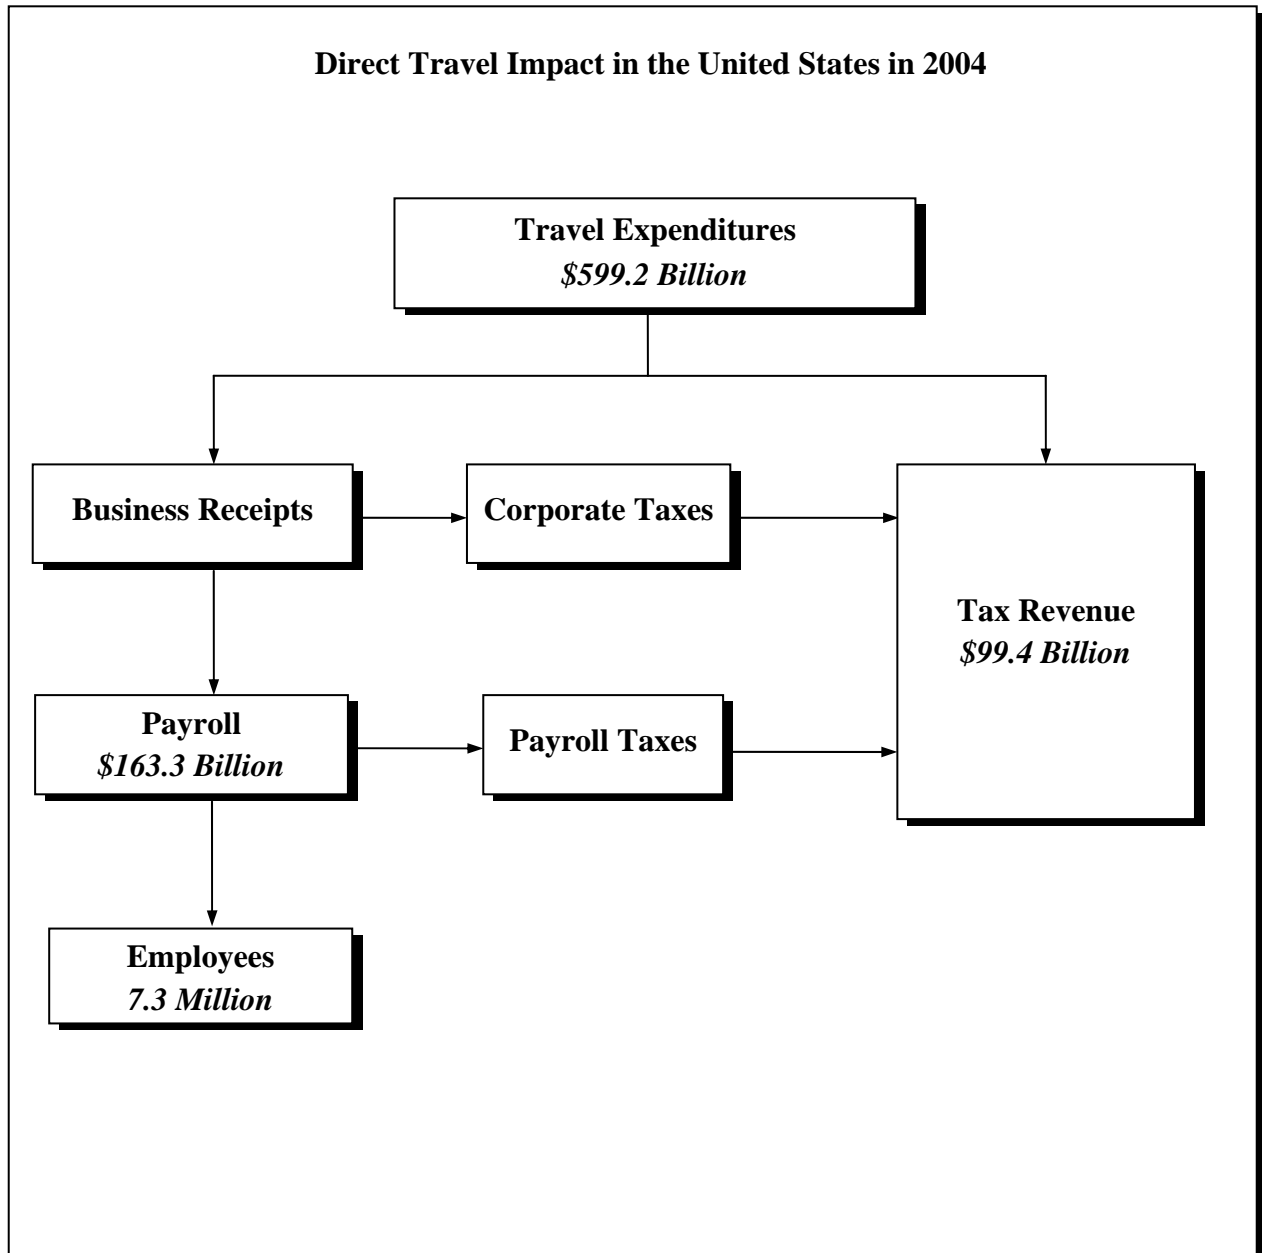 Direct Travel Impact in the United States in 2004
Travel Expenditures
$599.2 Billion
Business Receipts
Corporate Taxes
Tax Revenue
$99.4 Billion
Payroll
$163.3 Billion
Payroll Taxes
Employees
7.3 Million